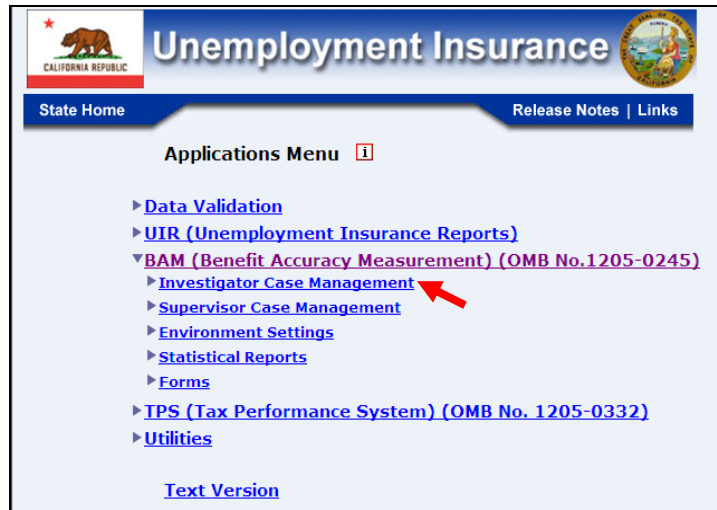 CALIFORNIA REPUBLIC
Unemployment Insurance
State Home
Release Notes | Links
Applications Menu i
Data Validation
UIR (Unemployment Insurance Reports)
BAM (Benefit Accuracy Measurement) (OMB No.1205-0245)
Investigator Case Management
Supervisor Case Management
Environment Settings
Statistical Reports
Forms
TPS (Tax Performance System) (OMB No. 1205-0332)
Utilities
Text Version